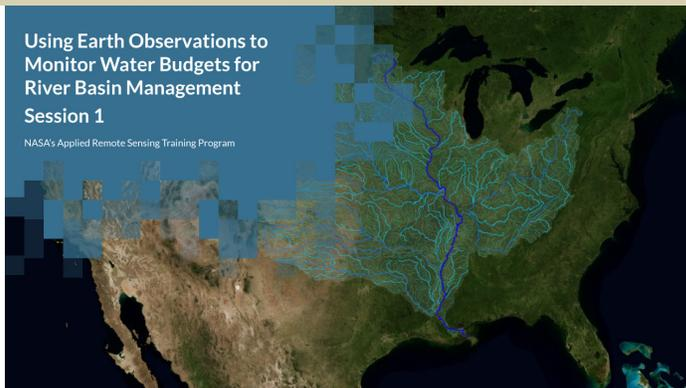 Using Earth Observations to
Monitor Water Budgets for
River Basin Management
Session 1
NASA's Applied Remote Sensing Training Program